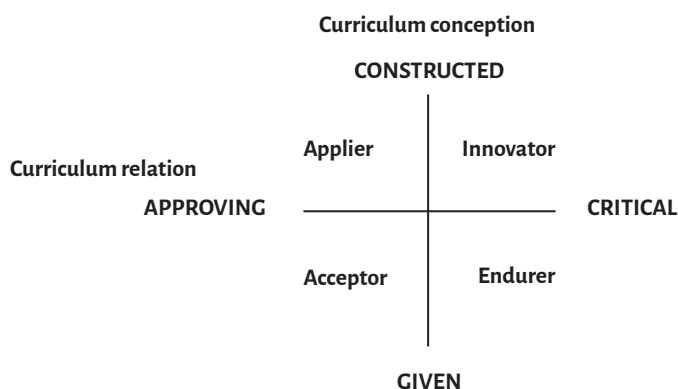 Curriculum conception
CONSTRUCTED
Applier
Innovator
Curriculum relation
APPROVING
CRITICAL
Acceptor
Endurer
GIVEN